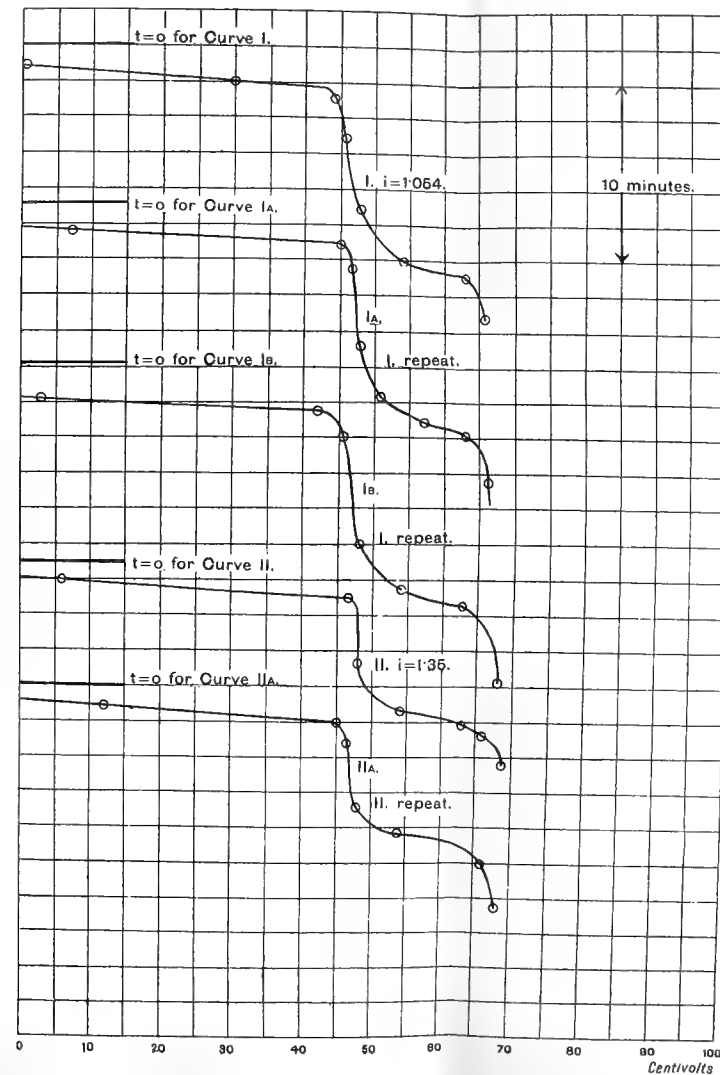 t=o for Curve I.
I. i=1·064.
10 minutes.
t=o for Curve IA.
IA.
I. repeat.
t=o for Curve IB.
IB.
I. repeat.
t=o for Curve II.
II. i=1·35.
t=o for Curve IIA.
IIA.
II. repeat.
0 10 20 30 40 50 60 70 80 90 100
Centivolts